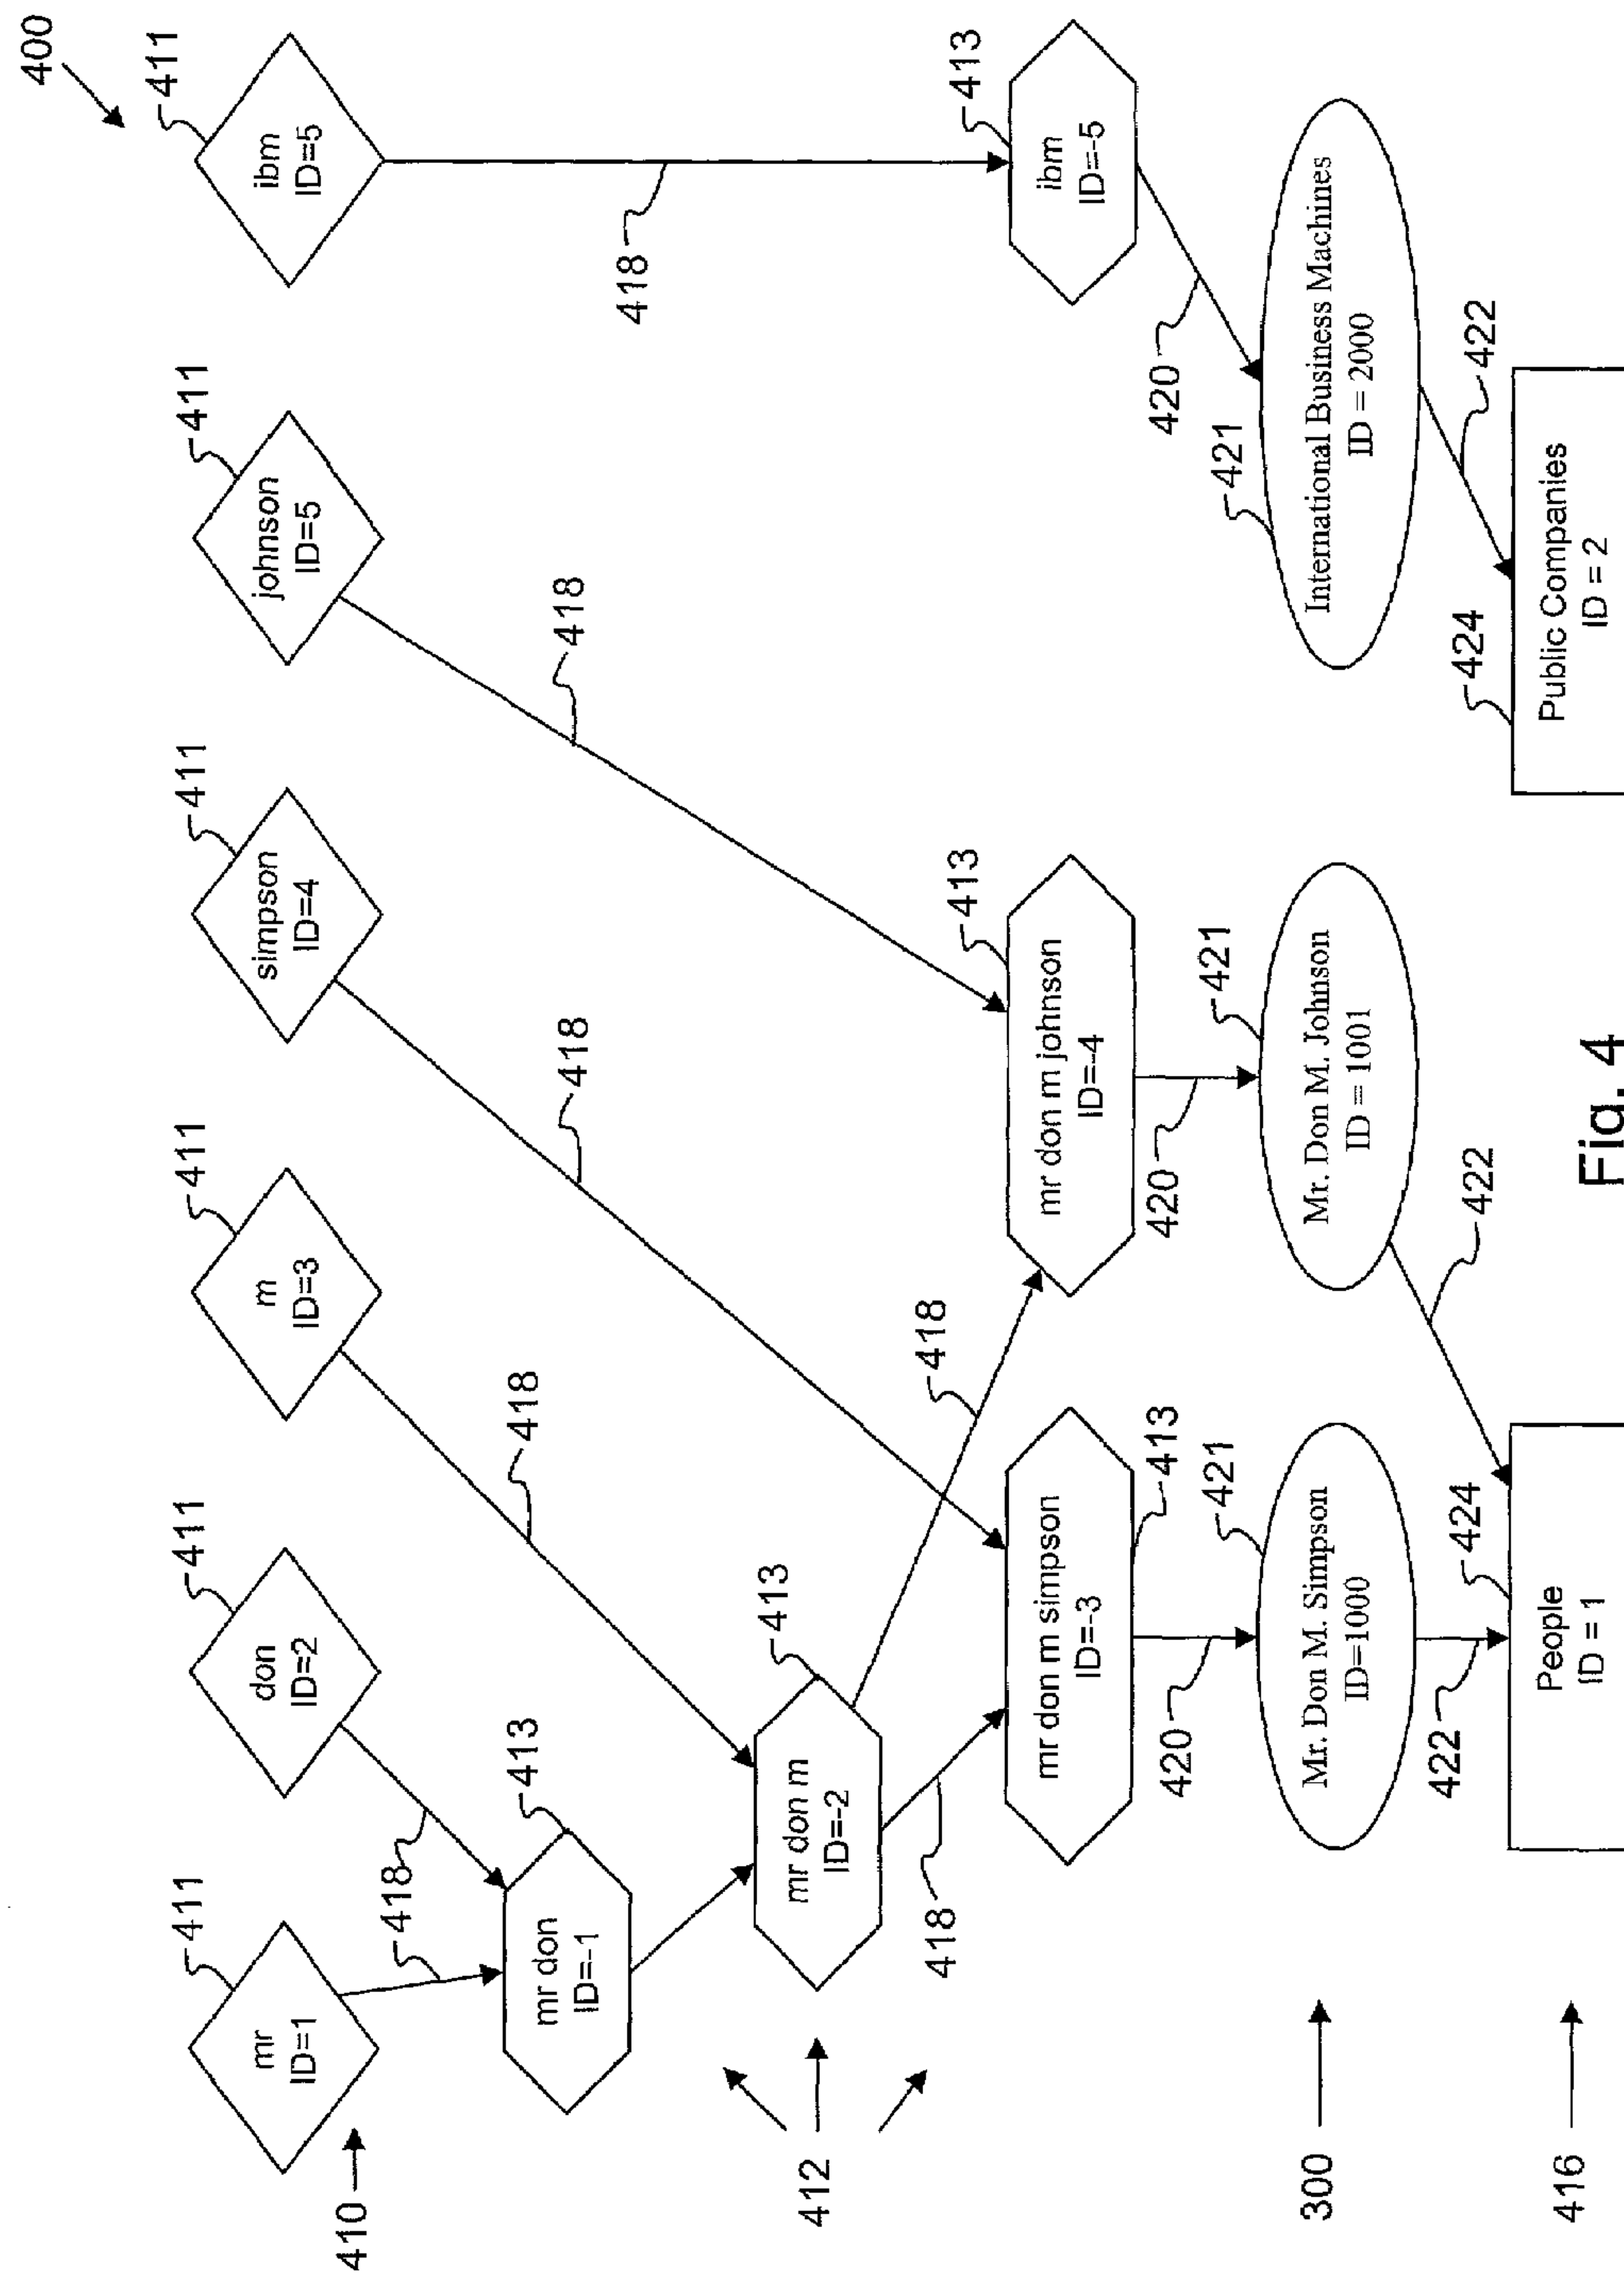 400
411
411
411
411
411
411
mr
ID=1
don
ID=2
m
ID=3
simpson
ID=4
johnson
ID=5
ibm
ID=5
410
418
418
418
418
418
418
413
mr don
ID=-1
413
mr don m
ID=-2
412
418
418
413
413
413
mr don m simpson
ID=-3
mr don m johnson
ID=-4
ibm
ID=-5
420
420
420
421
421
421
300
Mr. Don M. Simpson
ID=1000
Mr. Don M. Johnson
ID = 1001
International Business Machines
ID = 2000
422
422
422
424
424
416
People
ID = 1
Public Companies
ID = 2
Fig. 4